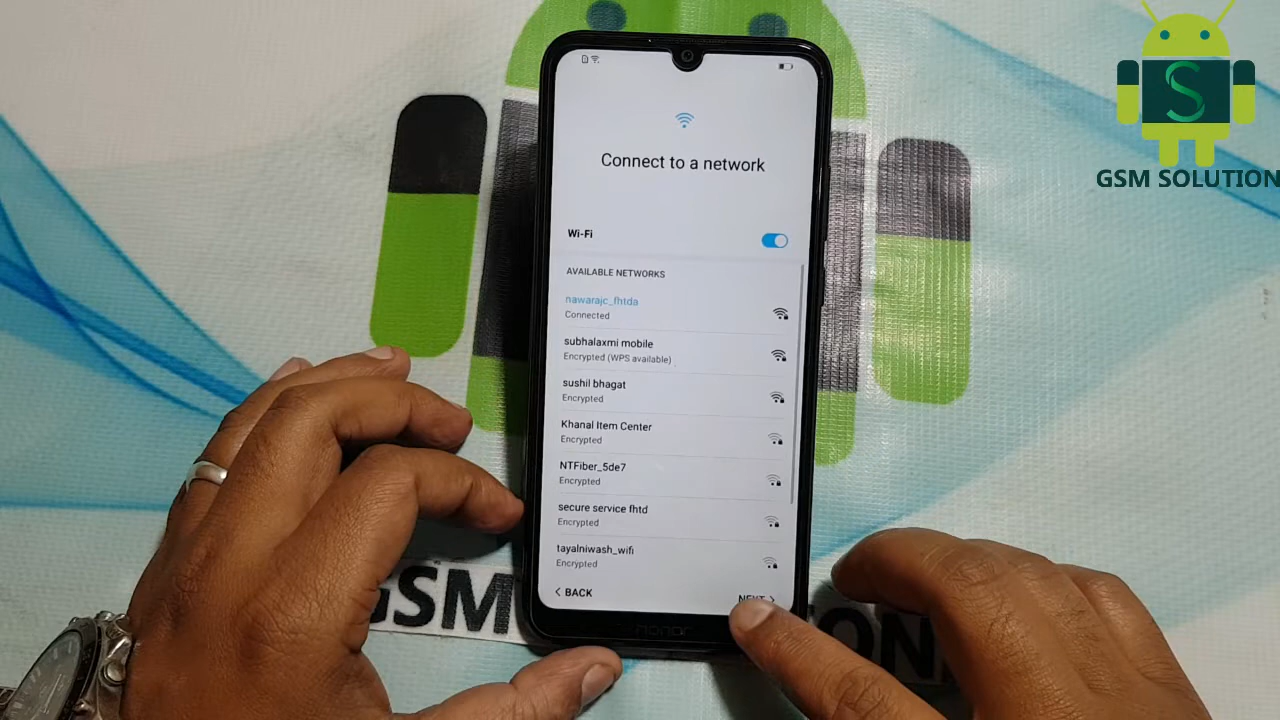 GSM SOLUTION
Connect to a network
Wi-Fi
AVAILABLE NETWORKS
nawarajc_fhtda
Connected
subhalaxmi mobile
Encrypted (WPS available)
sushil bhagat
Encrypted
Khanal Item Center
Encrypted
NTFiber_5de7
Encrypted
secure service fhtd
Encrypted
tayalniwash_wifi
Encrypted
BACK
NEXT
HONOR
GSM